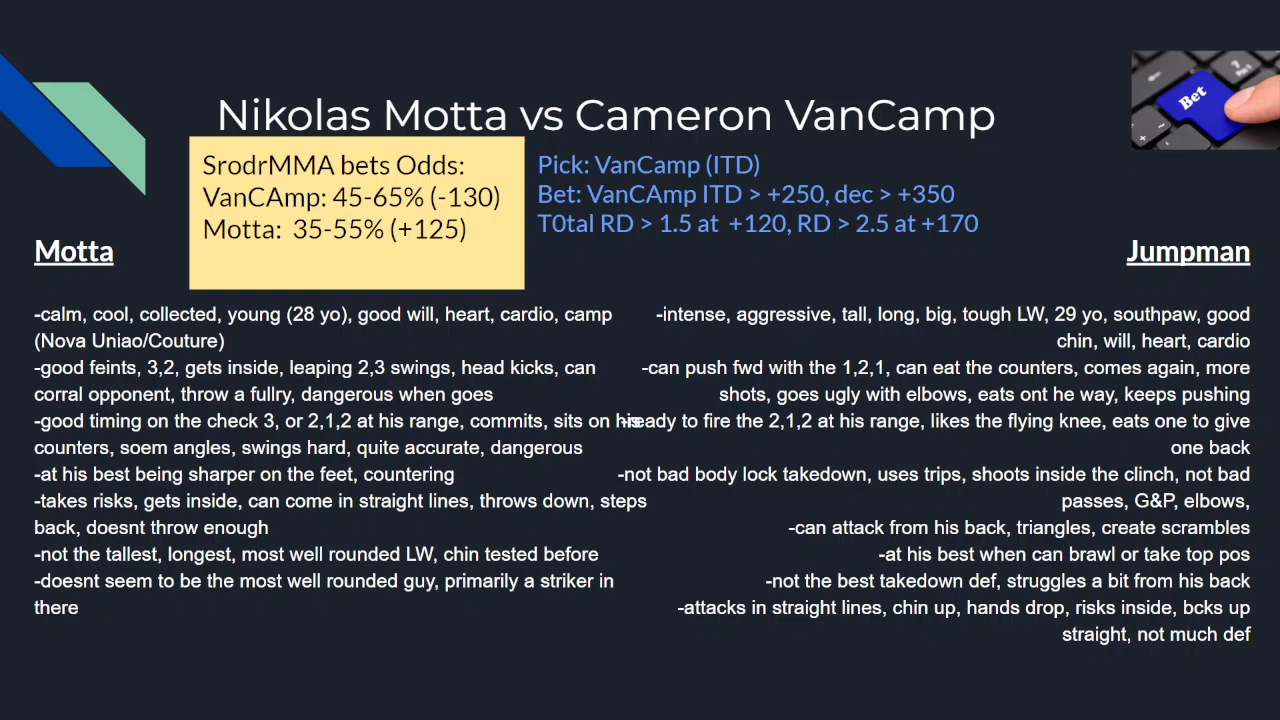 Nikolas Motta vs Cameron VanCamp
Bet
SrodrMMA bets Odds:
VanCAmp: 45-65% (-130)
Motta: 35-55% (+125)
Pick: VanCamp (ITD)
Bet: VanCAmp ITD > +250, dec > +350
T0tal RD > 1.5 at +120, RD > 2.5 at +170
Motta
-calm, cool, collected, young (28 yo), good will, heart, cardio, camp
(Nova Uniao/Couture)
-good feints, 3,2, gets inside, leaping 2,3 swings, head kicks, can
corral opponent, throw a fullry, dangerous when goes
-good timing on the check 3, or 2,1,2 at his range, commits, sits on his
counters, soem angles, swings hard, quite accurate, dangerous
-at his best being sharper on the feet, countering
-takes risks, gets inside, can come in straight lines, throws down, steps
back, doesnt throw enough
-not the tallest, longest, most well rounded LW, chin tested before
-doesnt seem to be the most well rounded guy, primarily a striker in
there
Jumpman
-intense, aggressive, tall, long, big, tough LW, 29 yo, southpaw, good
chin, will, heart, cardio
-can push fwd with the 1,2,1, can eat the counters, comes again, more
shots, goes ugly with elbows, eats ont he way, keeps pushing
-ready to fire the 2,1,2 at his range, likes the flying knee, eats one to give
one back
-not bad body lock takedown, uses trips, shoots inside the clinch, not bad
passes, G&P, elbows,
-can attack from his back, triangles, create scrambles
-at his best when can brawl or take top pos
-not the best takedown def, struggles a bit from his back
-attacks in straight lines, chin up, hands drop, risks inside, bcks up
straight, not much def